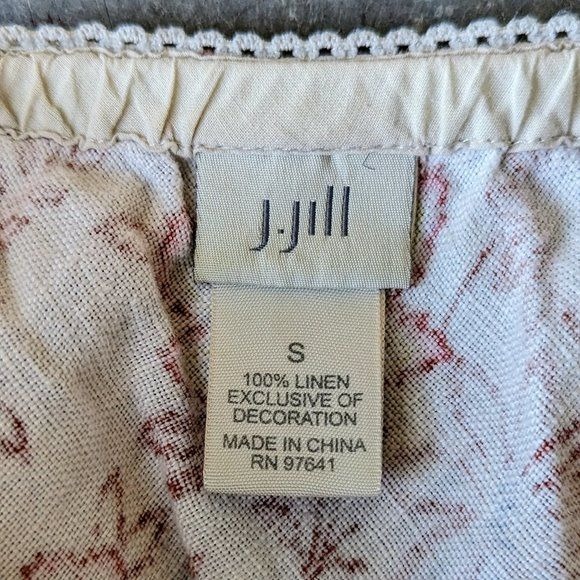 J.Jill
S
100% LINEN
EXCLUSIVE OF
DECORATION
MADE IN CHINA
RN 97641